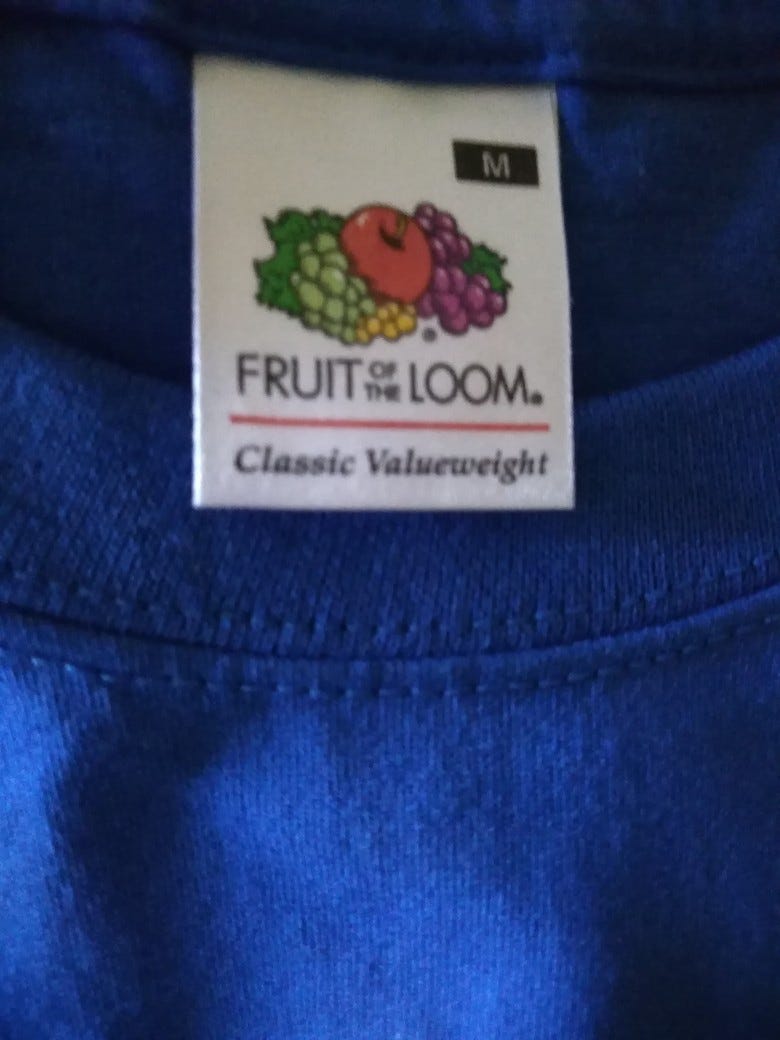 M
FRUIT OF THE LOOM®
Classic Valueweight